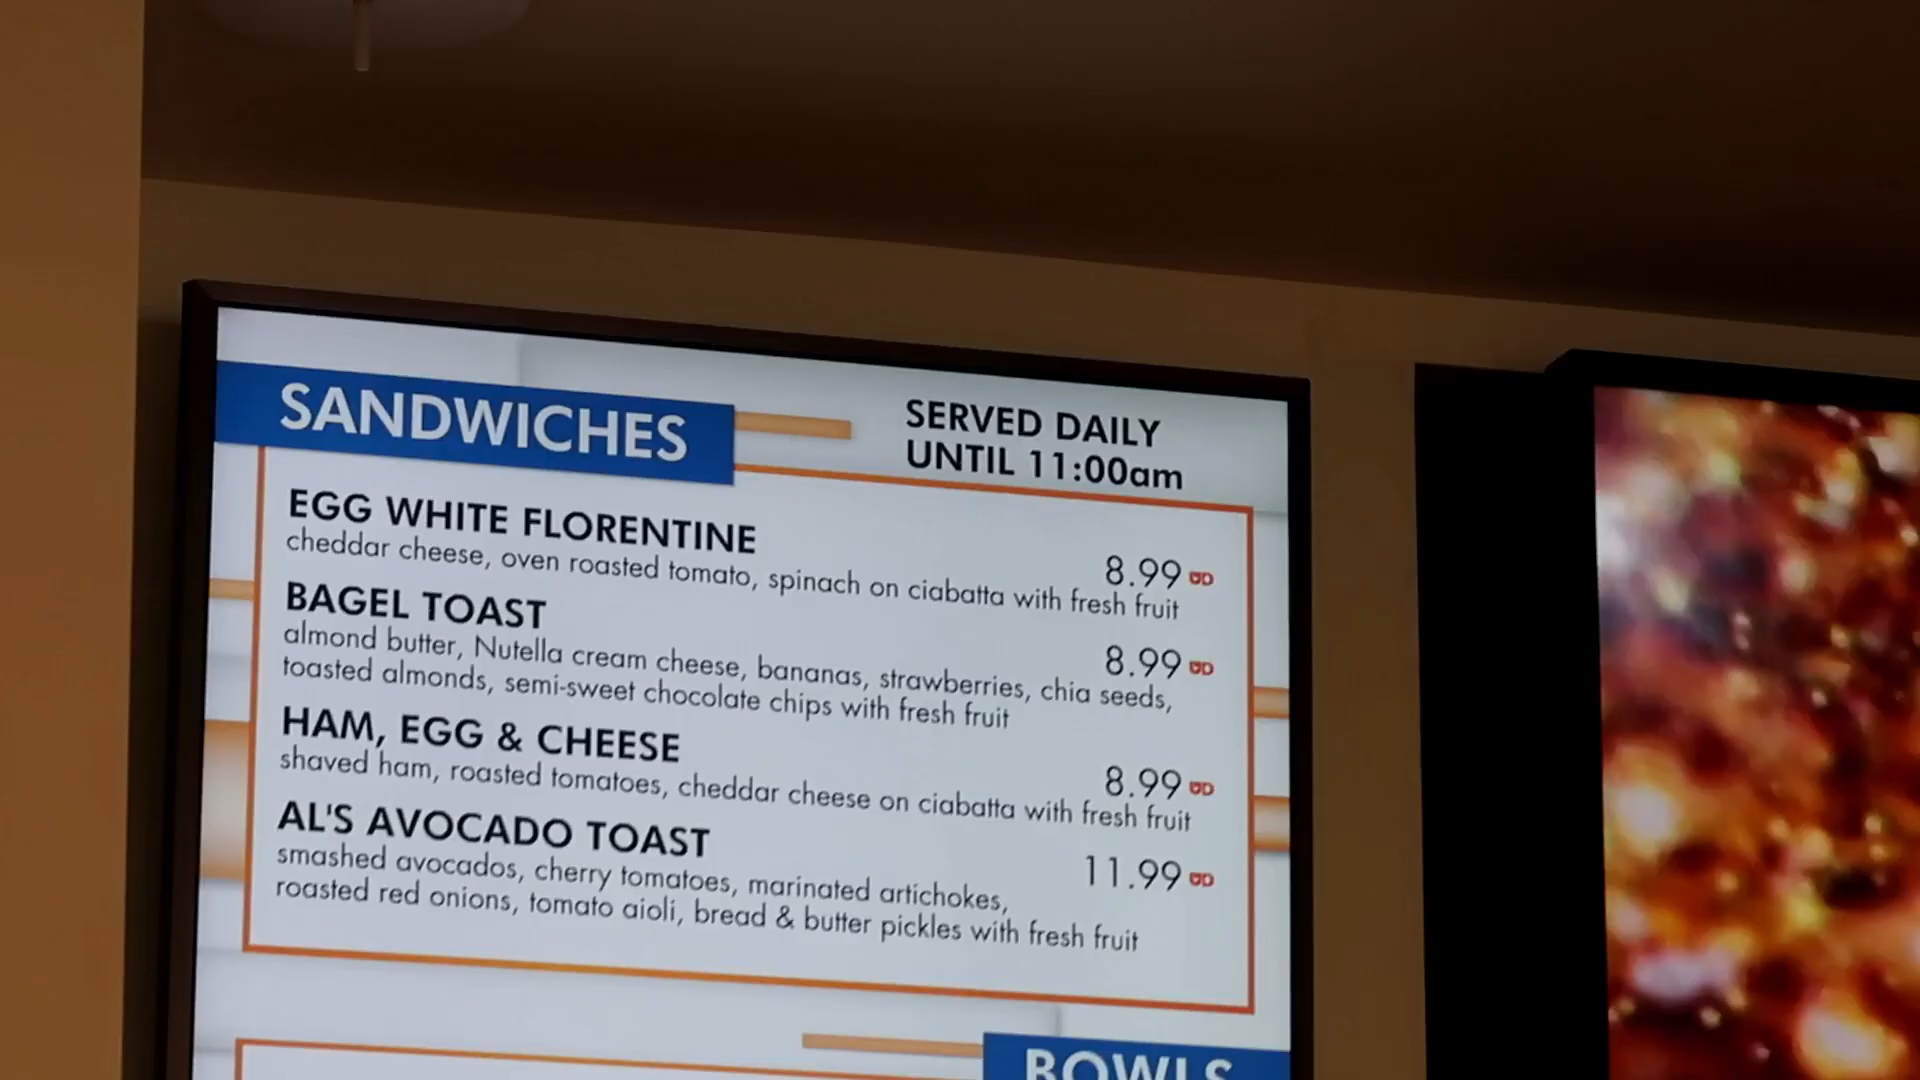 SANDWICHES
SERVED DAILY
UNTIL 11:00am
EGG WHITE FLORENTINE
8.99
cheddar cheese, oven roasted tomato, spinach on ciabatta with fresh fruit
BAGEL TOAST
8.99
almond butter, Nutella cream cheese, bananas, strawberries, chia seeds,
toasted almonds, semi-sweet chocolate chips with fresh fruit
HAM, EGG & CHEESE
8.99
shaved ham, roasted tomatoes, cheddar cheese on ciabatta with fresh fruit
AL'S AVOCADO TOAST
11.99
smashed avocados, cherry tomatoes, marinated artichokes,
roasted red onions, tomato aioli, bread & butter pickles with fresh fruit
BOWLS